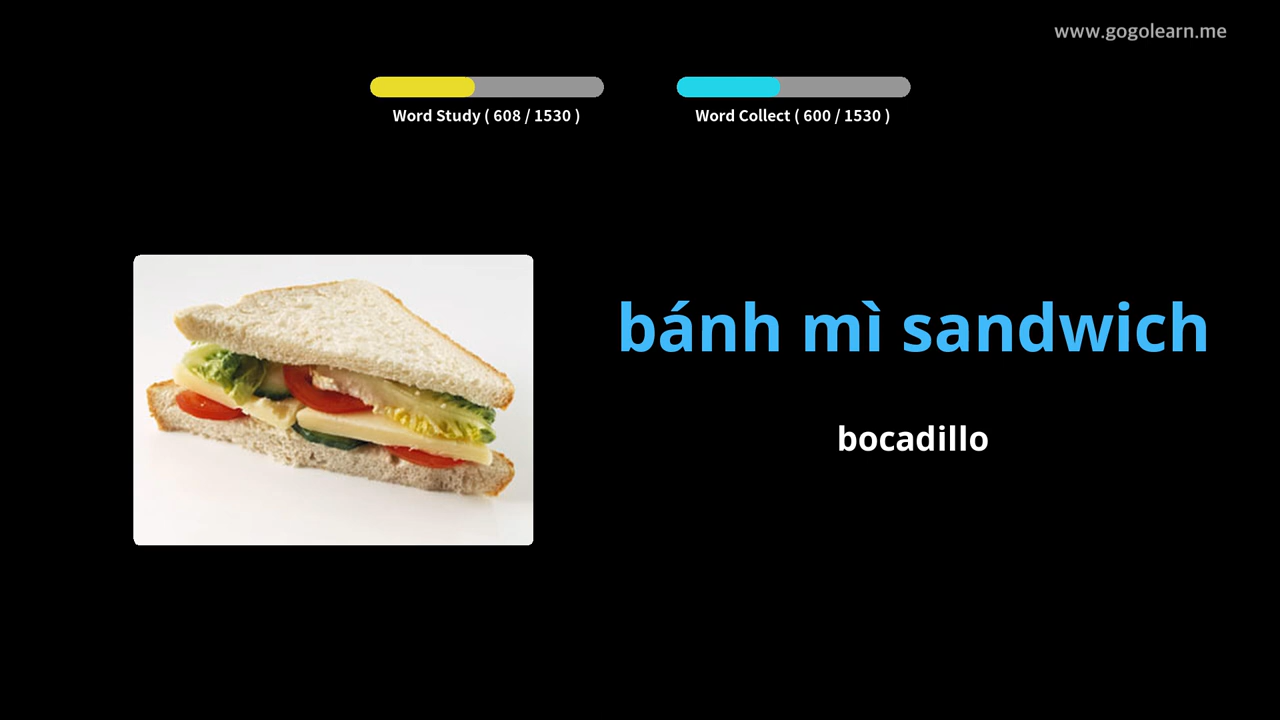 www.gogolearn.me
Word Study ( 608 / 1530 )
Word Collect ( 600 / 1530 )
bánh mì sandwich
bocadillo